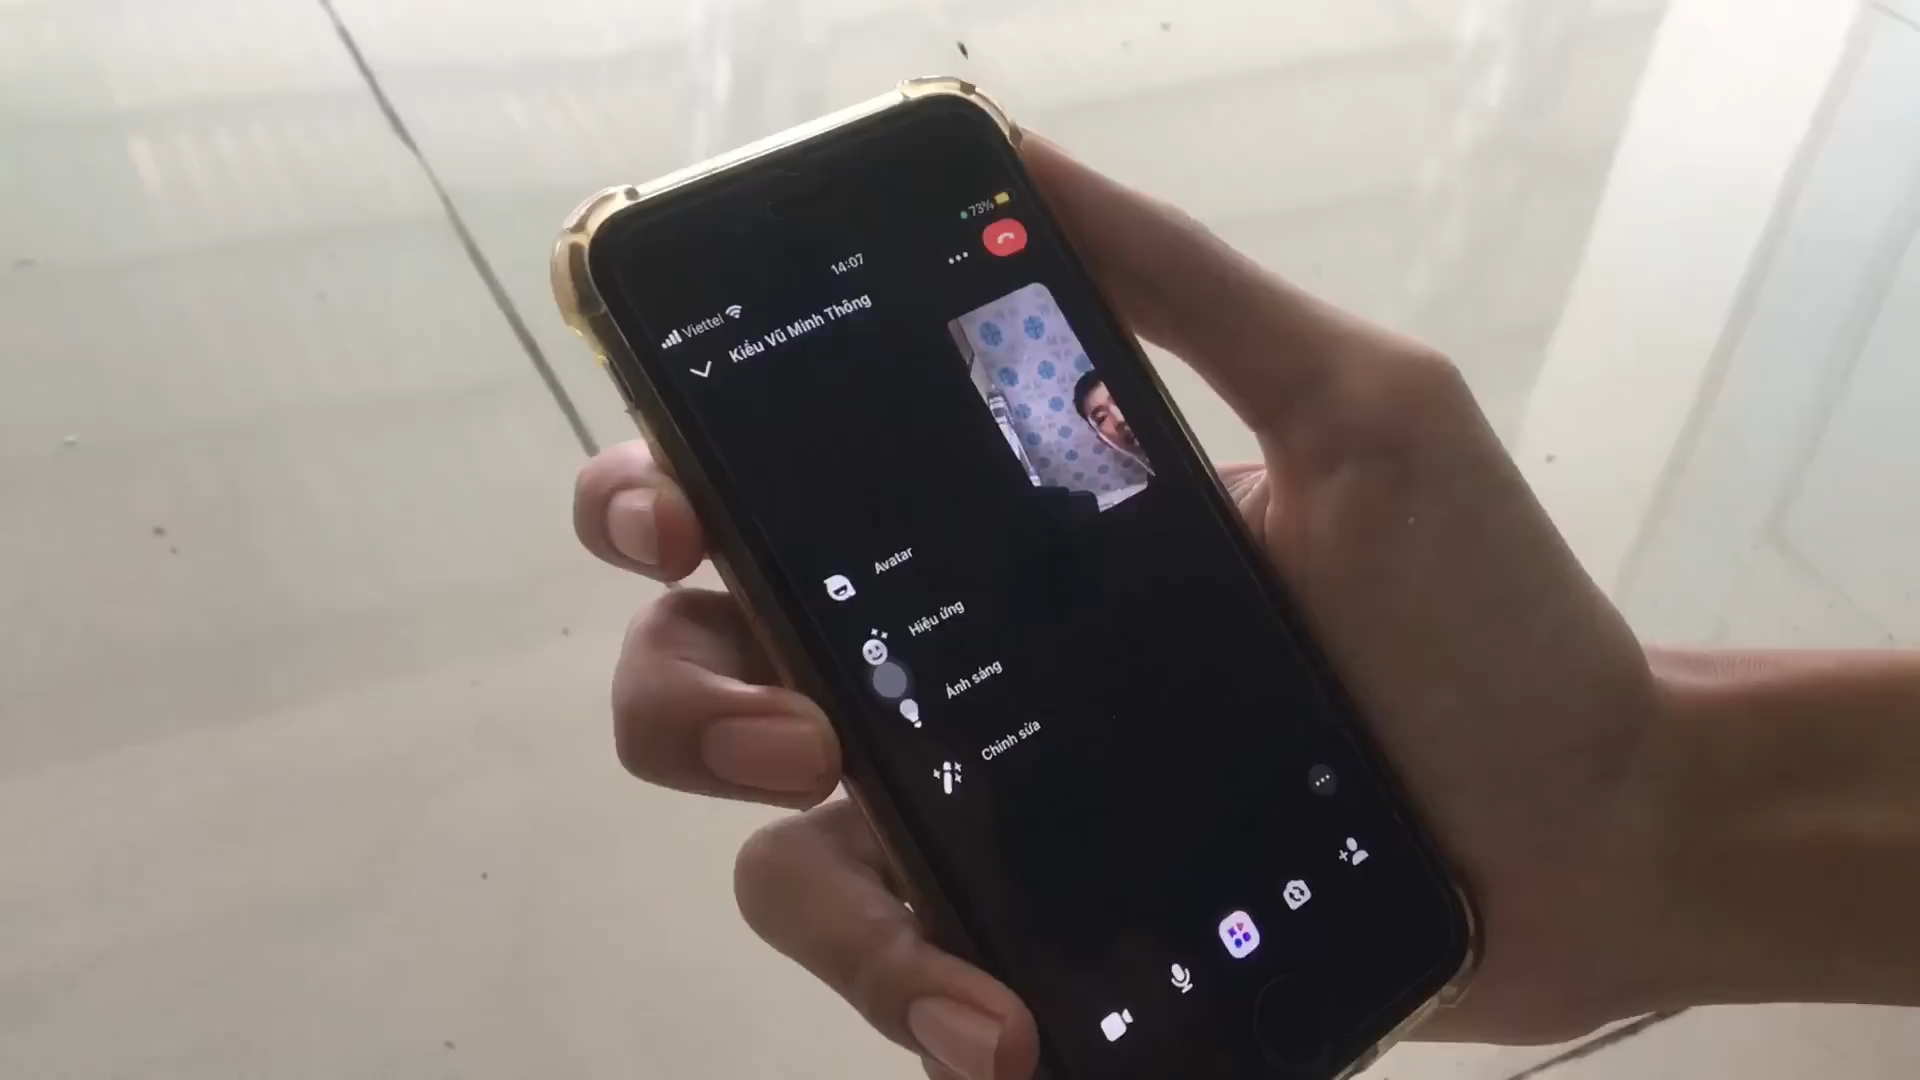 Viettel
14:07
73%
Kiều Vũ Minh Thông
Avatar
Hiệu ứng
Ánh sáng
Chỉnh sửa